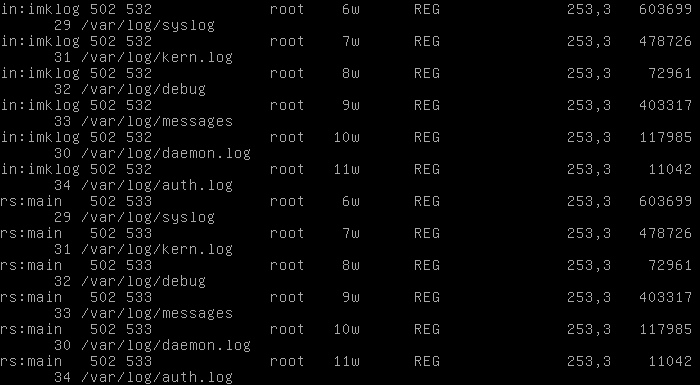 in:imklog 502 532 root 6w REG 253,3 603699
29 /var/log/syslog
in:imklog 502 532 root 7w REG 253,3 478726
31 /var/log/kern.log
in:imklog 502 532 root 8w REG 253,3 72961
32 /var/log/debug
in:imklog 502 532 root 9w REG 253,3 403317
33 /var/log/messages
in:imklog 502 532 root 10w REG 253,3 117985
30 /var/log/daemon.log
in:imklog 502 532 root 11w REG 253,3 11042
34 /var/log/auth.log
rs:main 502 533 root 6w REG 253,3 603699
29 /var/log/syslog
rs:main 502 533 root 7w REG 253,3 478726
31 /var/log/kern.log
rs:main 502 533 root 8w REG 253,3 72961
32 /var/log/debug
rs:main 502 533 root 9w REG 253,3 403317
33 /var/log/messages
rs:main 502 533 root 10w REG 253,3 117985
30 /var/log/daemon.log
rs:main 502 533 root 11w REG 253,3 11042
34 /var/log/auth.log